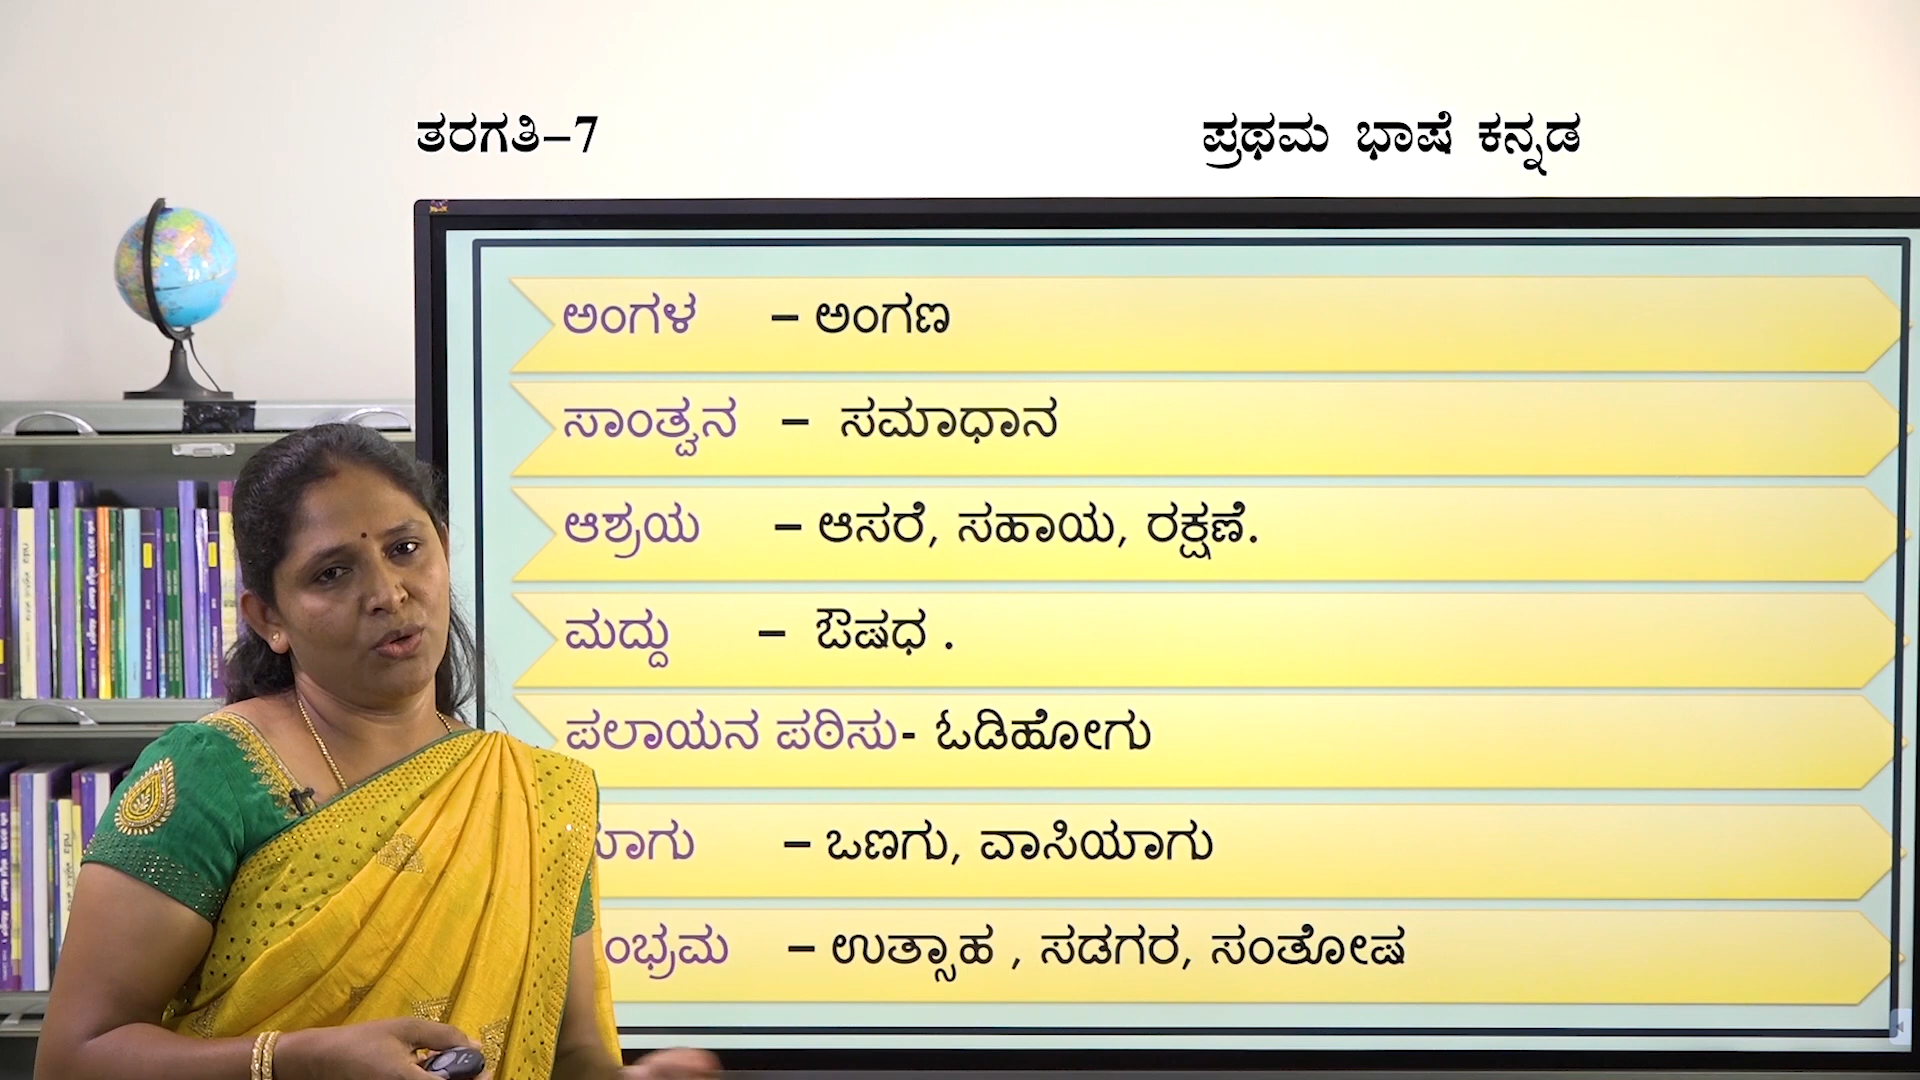 ತರಗತಿ–7 ಪ್ರಥಮ ಭಾಷೆ ಕನ್ನಡ
ಅಂಗಳ – ಅಂಗಣ
ಸಾಂತ್ವನ – ಸಮಾಧಾನ
ಆಶ್ರಯ – ಆಸರೆ, ಸಹಾಯ, ರಕ್ಷಣೆ.
ಮದ್ದು – ಔಷಧ .
ಪಲಾಯನ ಪಠಿಸು- ಓಡಿಹೋಗು
– ಒಣಗು, ವಾಸಿಯಾಗು
– ಉತ್ಸಾಹ , ಸಡಗರ, ಸಂತೋಷ